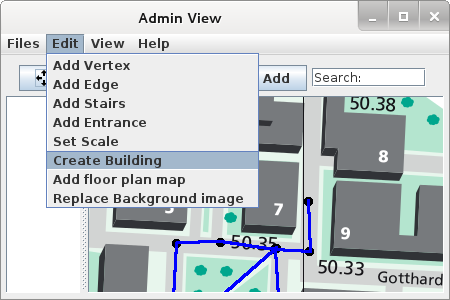 Admin View
Files Edit View Help
Add Vertex
Add Edge
Add Stairs
Add Entrance
Set Scale
Create Building
Add floor plan map
Replace Background image
Add
Search:
50.38
8
7
9
50.35
50.33
Gotthard